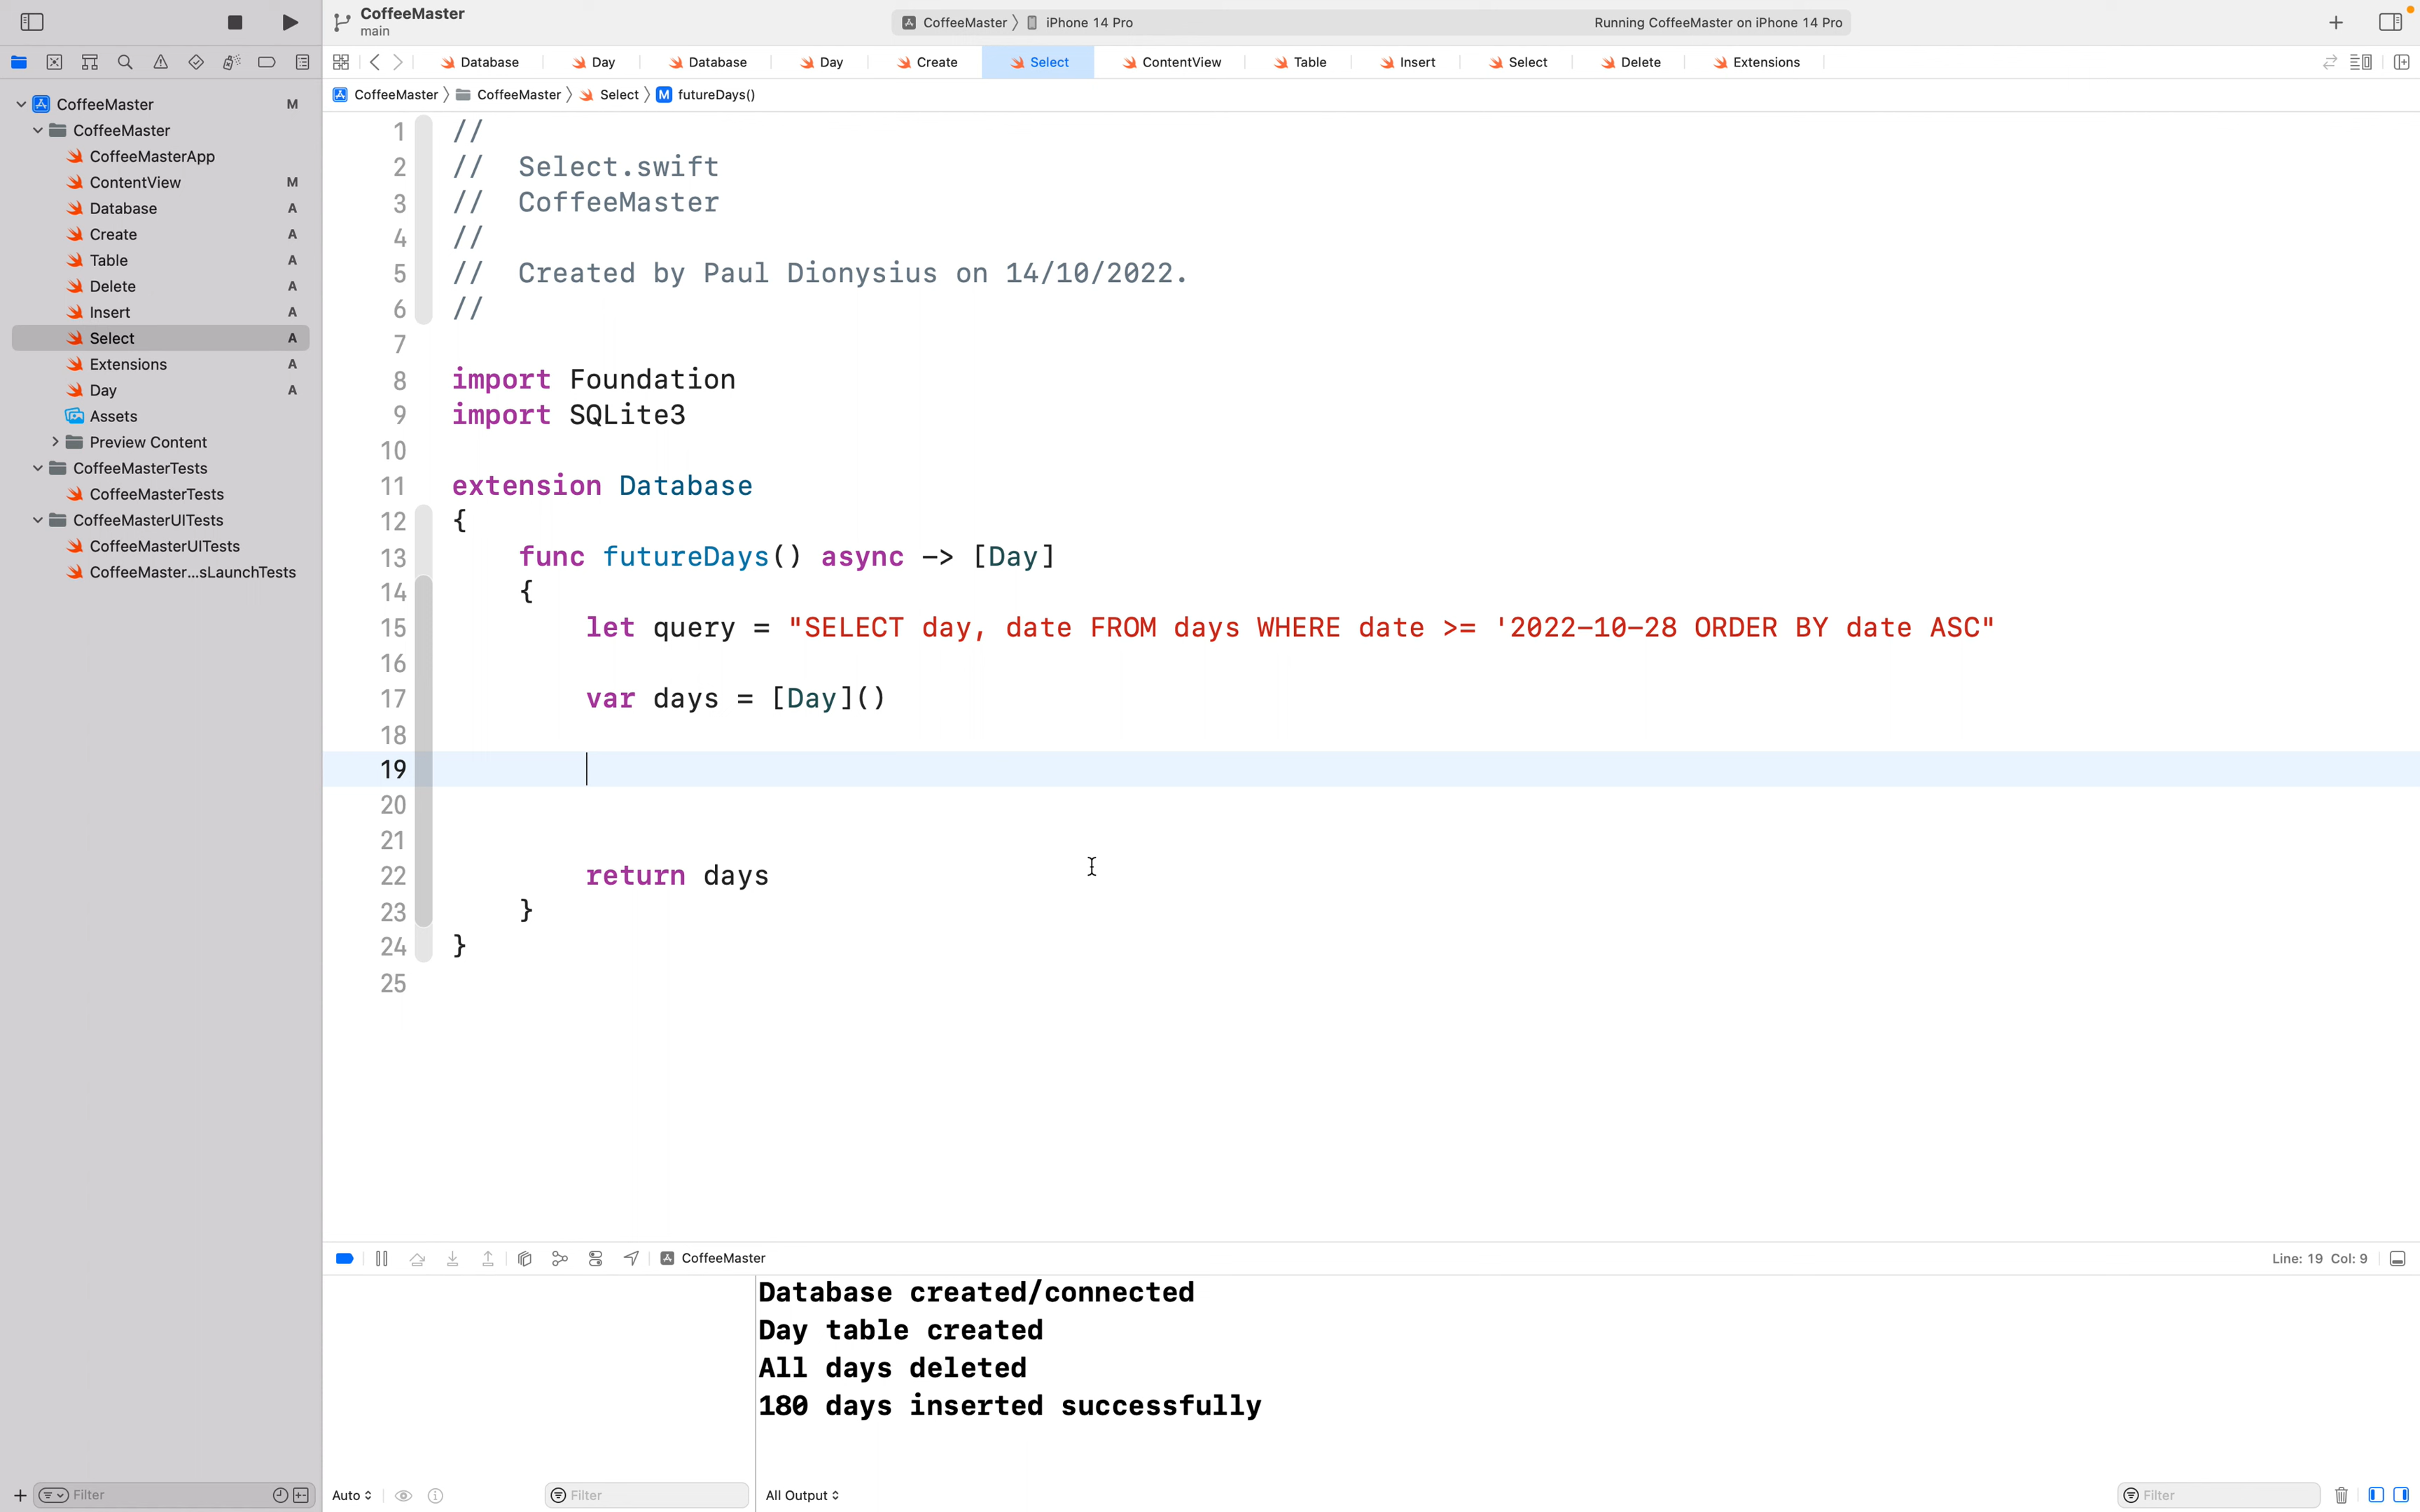 CoffeeMaster
main
CoffeeMaster
iPhone 14 Pro
Running CoffeeMaster on iPhone 14 Pro
Database
Day
Database
Day
Create
Select
ContentView
Table
Insert
Select
Delete
Extensions
CoffeeMaster
CoffeeMaster
Select
M
futureDays()
CoffeeMaster M
CoffeeMaster
CoffeeMasterApp
ContentView M
Database A
Create A
Table A
Delete A
Insert A
Select A
Extensions A
Day A
Assets
Preview Content
CoffeeMasterTests
CoffeeMasterTests
CoffeeMasterUITests
CoffeeMasterUITests
CoffeeMaster...sLaunchTests
Filter
1 //
2 // Select.swift
3 // CoffeeMaster
4 //
5 // Created by Paul Dionysius on 14/10/2022.
6 //
7
8 import Foundation
9 import SQLite3
10
11 extension Database
12 {
13 func futureDays() async -> [Day]
14 {
15 let query = "SELECT day, date FROM days WHERE date >= '2022-10-28 ORDER BY date ASC"
16
17 var days = [Day]()
18
19
20
21
22 return days
23 }
24 }
25
CoffeeMaster
Line: 19 Col: 9
Database created/connected
Day table created
All days deleted
180 days inserted successfully
Auto
Filter
All Output
Filter